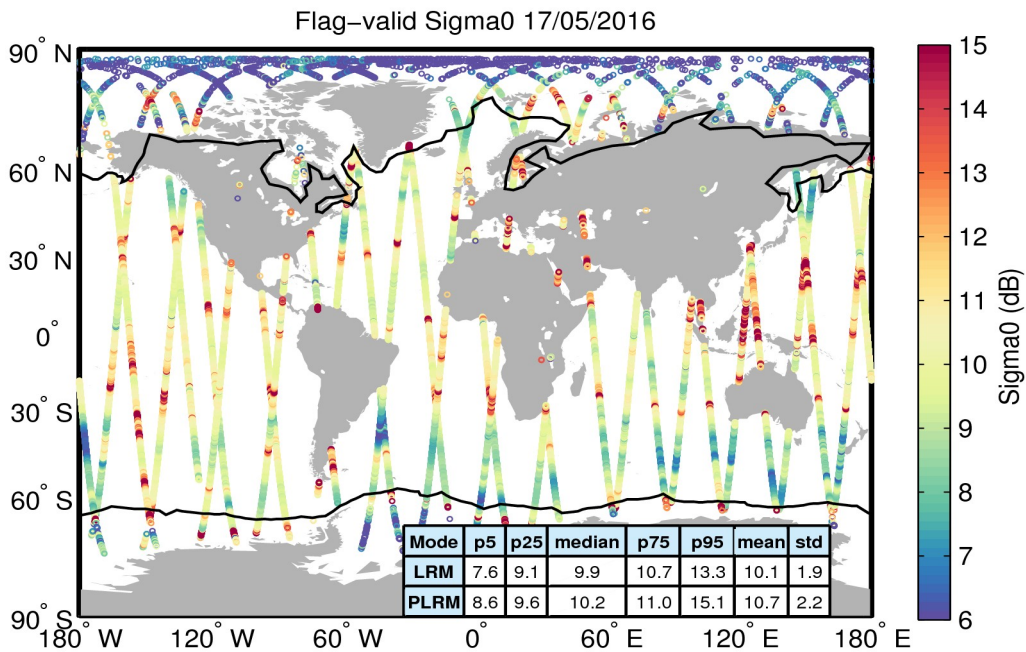 Flag−valid Sigma0 17/05/2016
90° N
60° N
30° N
0°
30° S
60° S
90° S
180° W
120° W
60° W
0°
60° E
120° E
180° E
Mode p5 p25 median p75 p95 mean std
LRM 7.6 9.1 9.9 10.7 13.3 10.1 1.9
PLRM 8.6 9.6 10.2 11.0 15.1 10.7 2.2
15
14
13
12
11
10
9
8
7
6
Sigma0 (dB)